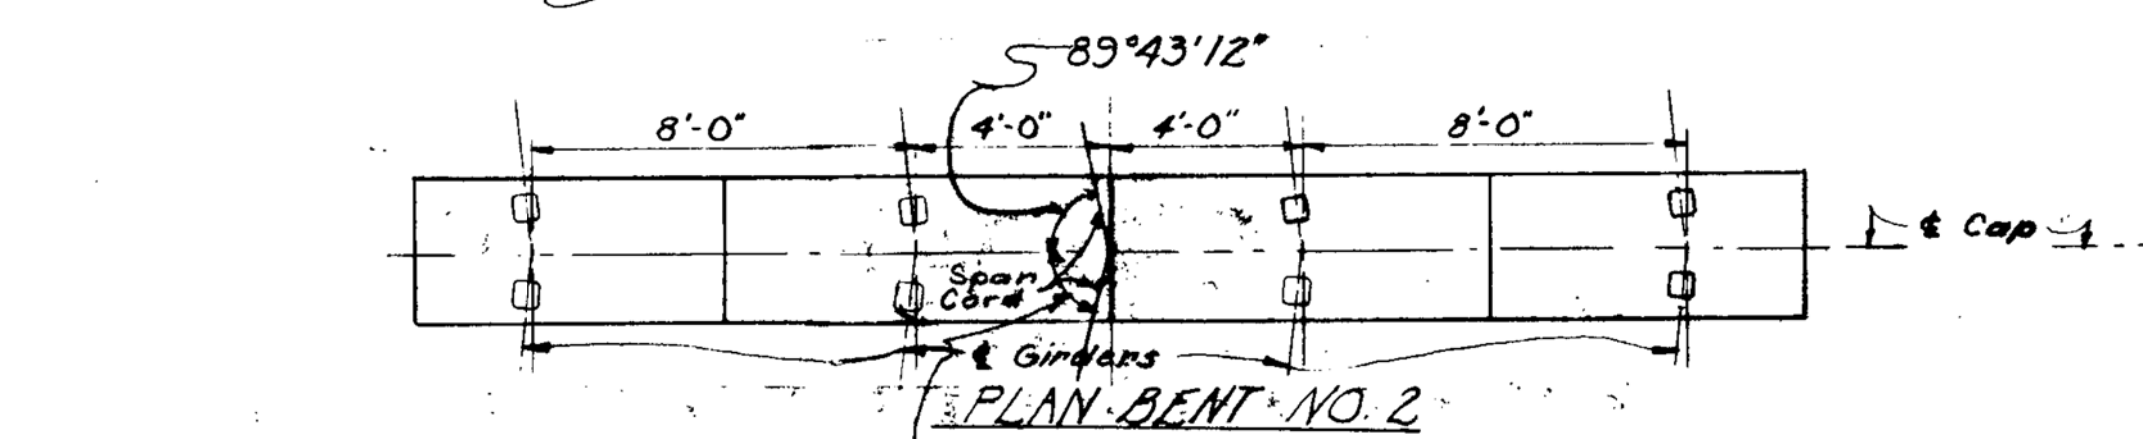 89°43'12"
8'-0" 4'-0" 4'-0" 8'-0"
Span
Cord
℄ Cap
℄ Girders
PLAN BENT NO. 2